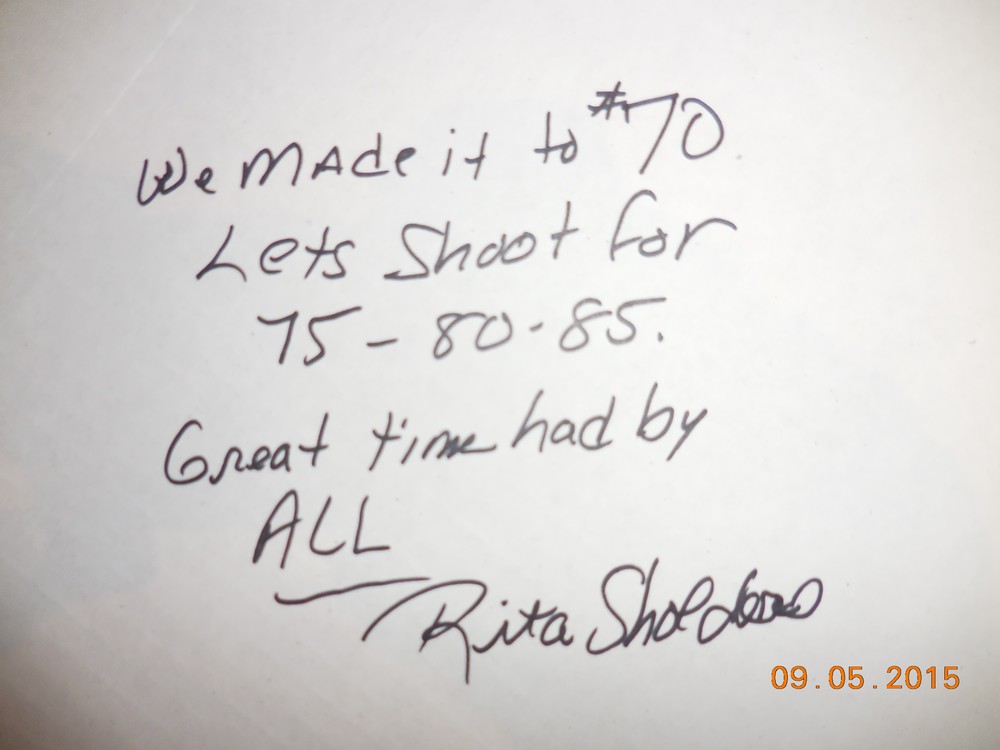 We made it to #70
Lets Shoot for
75 - 80 - 85.
Great time had by
ALL
Rita
09.05.2015